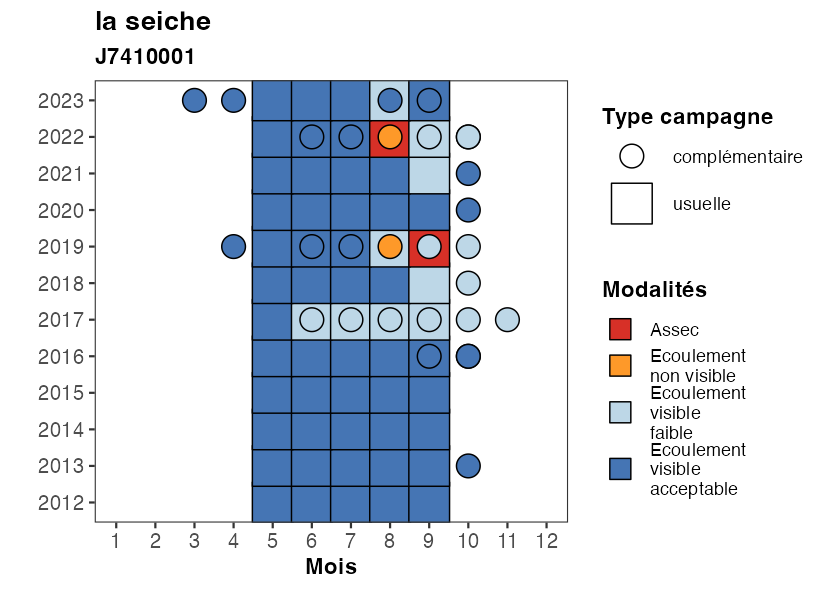 la seiche
J7410001
2023
2022
2021
2020
2019
2018
2017
2016
2015
2014
2013
2012
1 2 3 4 5 6 7 8 9 10 11 12
Mois
Type campagne
complémentaire
usuelle
Modalités
Assec
Ecoulement
non visible
Ecoulement
visible
faible
Ecoulement
visible
acceptable